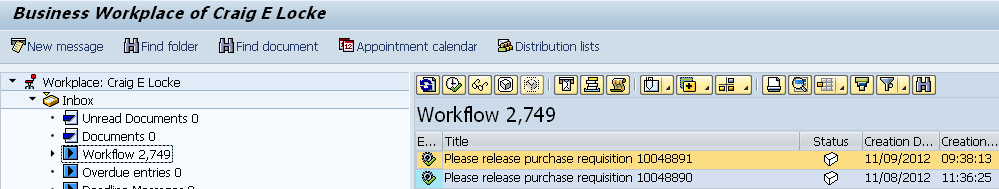 Business Workplace of Craig E Locke
New message Find folder Find document Appointment calendar Distribution lists
Workplace: Craig E Locke
Inbox
Unread Documents 0
Documents 0
Workflow 2,749
Overdue entries 0
Workflow 2,749
E... Title Status Creation D... Creation...
Please release purchase requisition 10048891 11/09/2012 09:38:13
Please release purchase requisition 10048890 11/08/2012 11:36:25